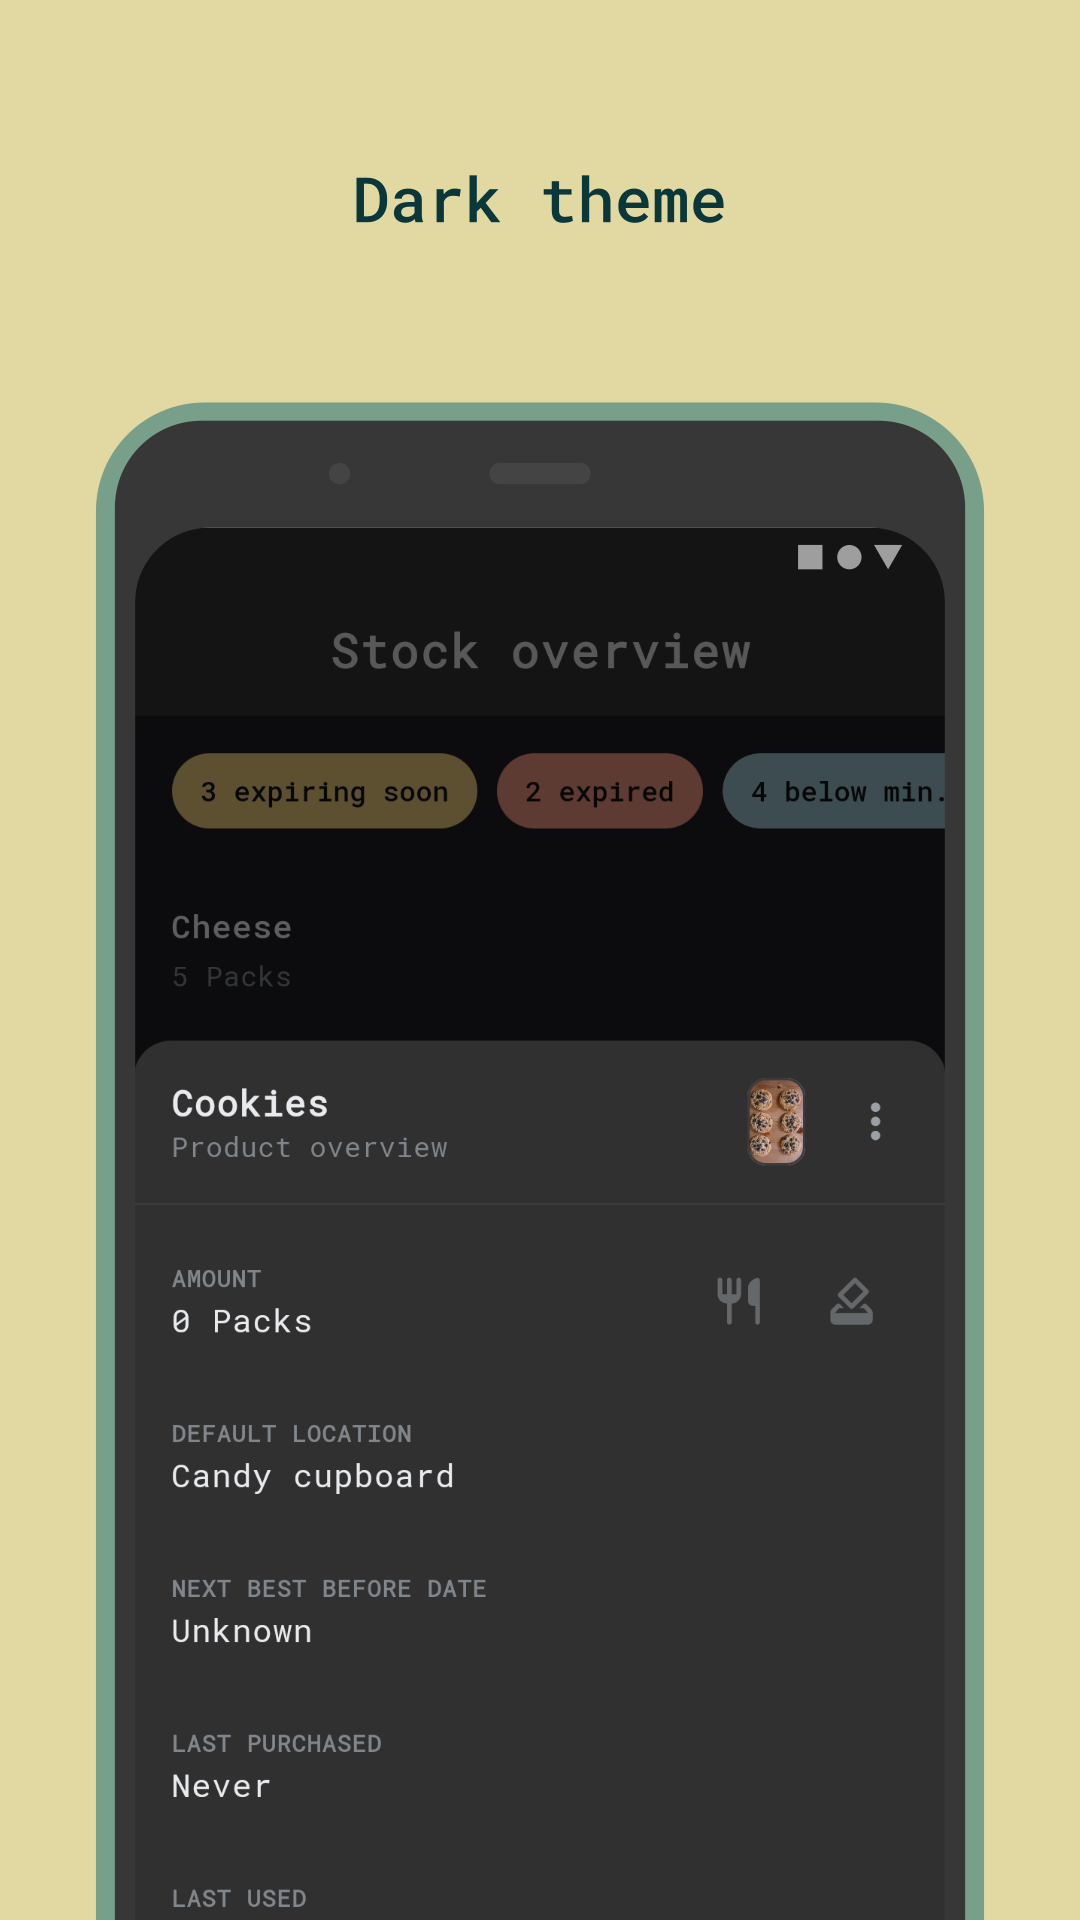 Dark theme
Stock overview
3 expiring soon
2 expired
4 below min.
Cheese
5 Packs
Cookies
Product overview
AMOUNT
0 Packs
DEFAULT LOCATION
Candy cupboard
NEXT BEST BEFORE DATE
Unknown
LAST PURCHASED
Never
LAST USED